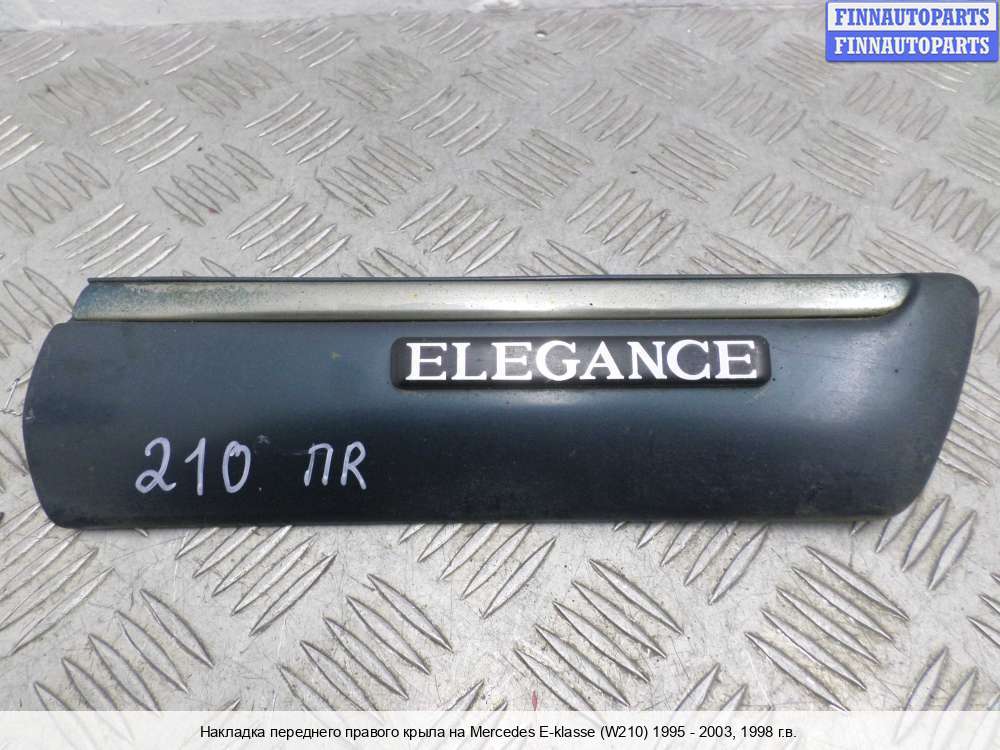 FINNAUTOPARTS
FINNAUTOPARTS
ELEGANCE
210 ПR
Накладка переднего правого крыла на Mercedes E-klasse (W210) 1995 - 2003, 1998 г.в.